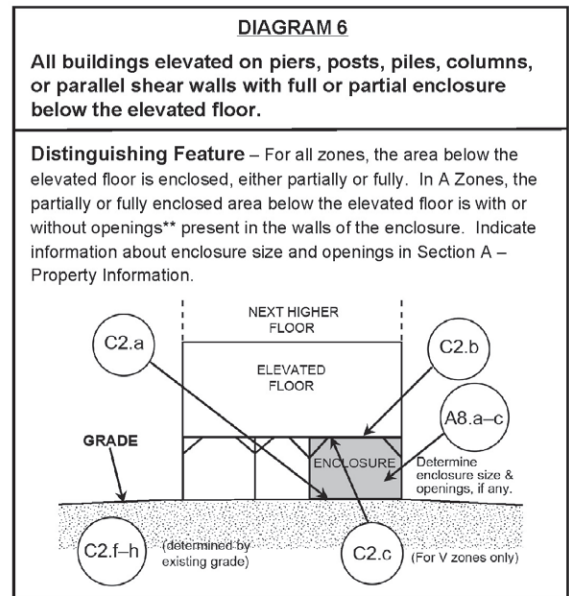 DIAGRAM 6
All buildings elevated on piers, posts, piles, columns,
or parallel shear walls with full or partial enclosure
below the elevated floor.
Distinguishing Feature – For all zones, the area below the
elevated floor is enclosed, either partially or fully. In A Zones, the
partially or fully enclosed area below the elevated floor is with or
without openings** present in the walls of the enclosure. Indicate
information about enclosure size and openings in Section A –
Property Information.
NEXT HIGHER
FLOOR
C2.a
C2.b
ELEVATED
FLOOR
A8.a–c
GRADE
ENCLOSURE
Determine
enclosure size &
openings, if any.
C2.f–h
(determined by
existing grade)
C2.c
(For V zones only)